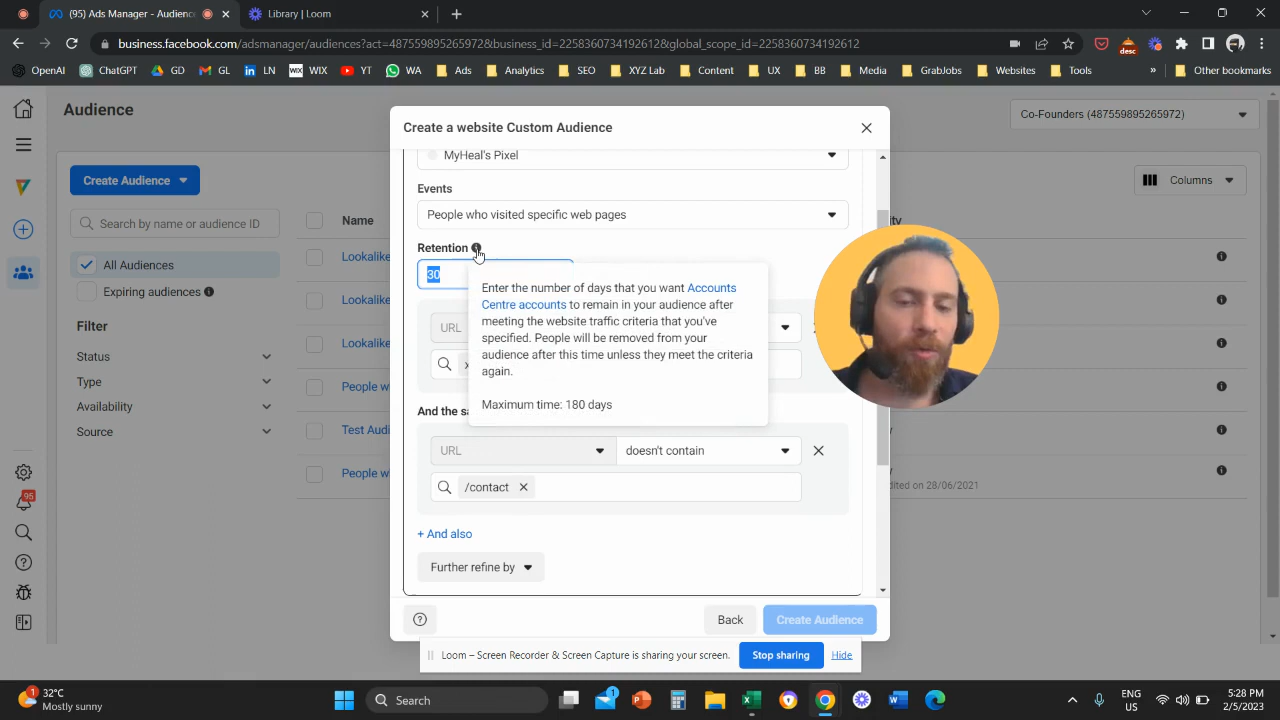 (95) Ads Manager - Audience
Library | Loom
business.facebook.com/adsmanager/audiences?act=487559895265972&business_id=22583607341926112&global_scope_id=22583607341926112
OpenAI
ChatGPT
GD
GL
LN
WIX
WIX
YT
WA
Ads
Analytics
SEO
XYZ Lab
Content
UX
BB
Media
GrabJobs
Websites
Tools
»
Other bookmarks
desc
Audience
Co-Founders (487559895265972)
Create Audience
Columns
Search by name or audience ID
Name
All Audiences
Expiring audiences
Filter
Status
Type
Availability
Source
Lookalike
Lookalike
Lookalike
People w
Test Audi
People w
dited on 28/06/2021
95
Create a website Custom Audience
MyHeal's Pixel
Events
People who visited specific web pages
Retention
30
Enter the number of days that you want Accounts
Centre accounts to remain in your audience after
meeting the website traffic criteria that you've
specified. People will be removed from your
audience after this time unless they meet the criteria
again.
Maximum time: 180 days
URL
And the sa
URL
doesn't contain
/contact
+ And also
Further refine by
Back
Create Audience
Loom – Screen Recorder & Screen Capture is sharing your screen.
Stop sharing
Hide
1
32°C
Mostly sunny
Search
1
ENG
YE
5:28 PM
2/5/2023